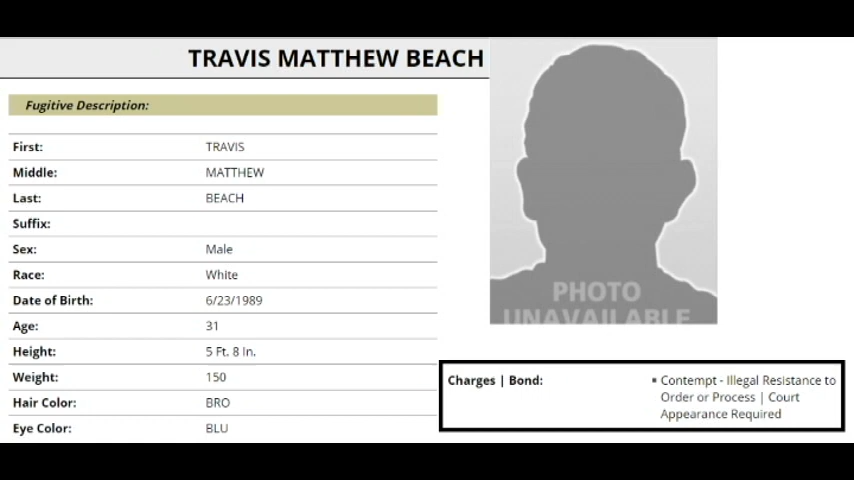 TRAVIS MATTHEW BEACH
Fugitive Description:
First: TRAVIS
Middle: MATTHEW
Last: BEACH
Suffix:
Sex: Male
Race: White
Date of Birth: 6/23/1989
Age: 31
Height: 5 Ft. 8 In.
Weight: 150
Hair Color: BRO
Eye Color: BLU
PHOTO
UNAVAILABLE
Charges | Bond: ▪ Contempt - Illegal Resistance to
Order or Process | Court
Appearance Required